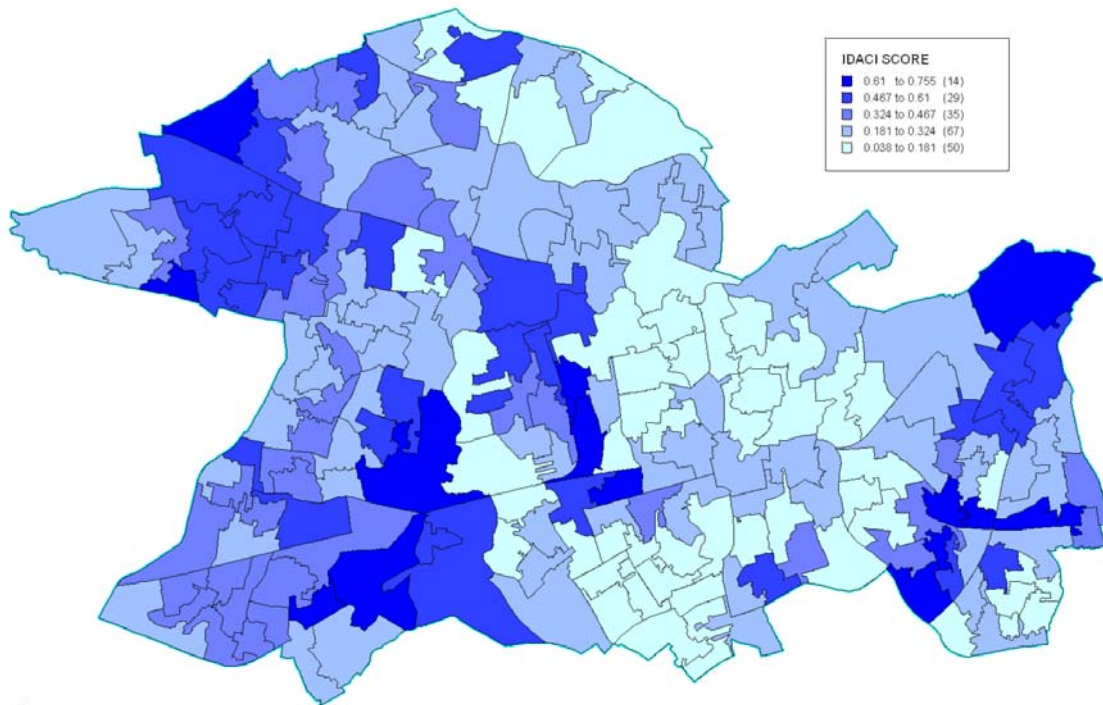 IDACI SCORE
0.61 to 0.755 (14)
0.467 to 0.61 (29)
0.324 to 0.467 (35)
0.181 to 0.324 (67)
0.038 to 0.181 (50)